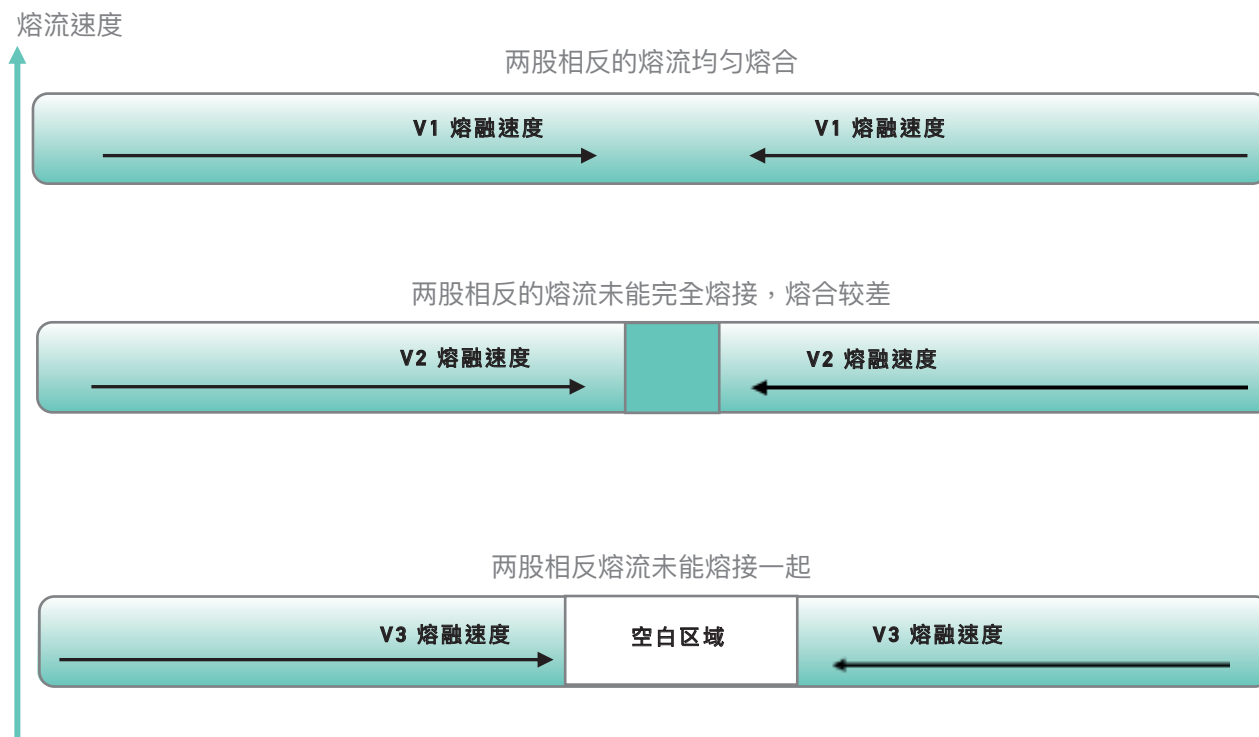 熔流速度
两股相反的熔流均匀熔合
V1 熔融速度
V1 熔融速度
两股相反的熔流未能完全熔接，熔合较差
V2 熔融速度
V2 熔融速度
两股相反熔流未能熔接一起
V3 熔融速度
空白区域
V3 熔融速度